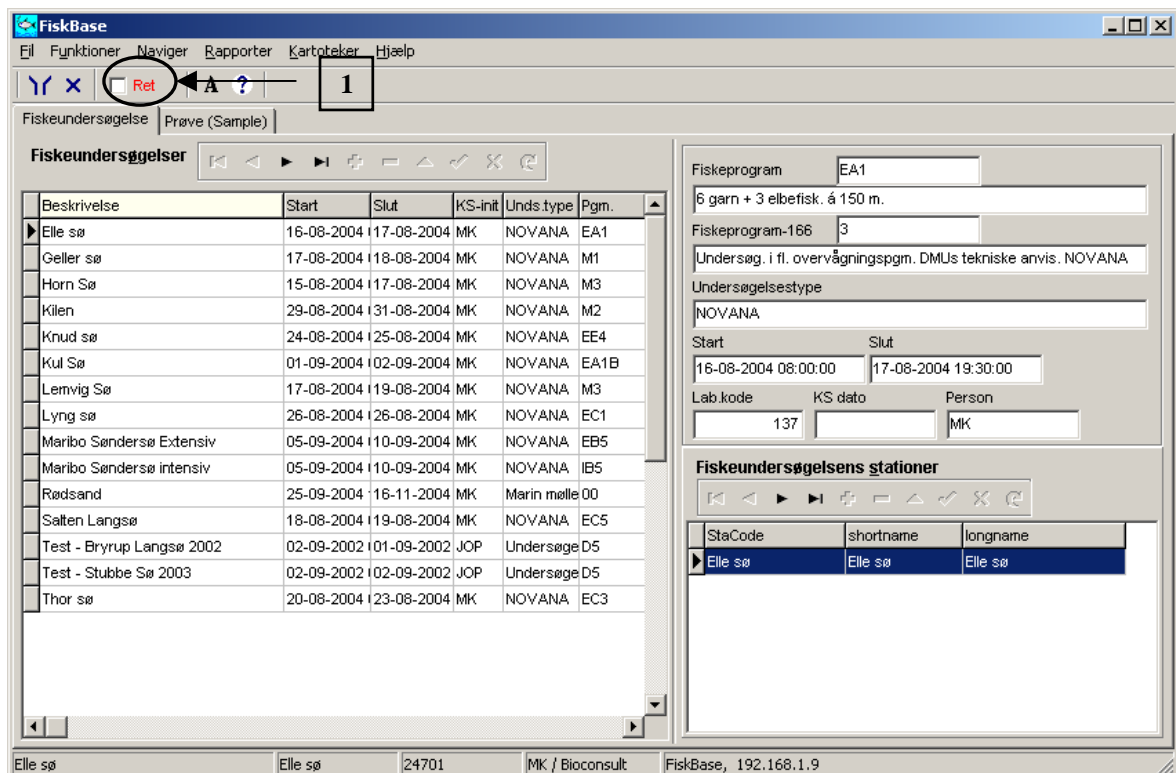 FiskBase
Fil Funktioner Naviger Rapporter Kartoteker Hjælp
Ret A ? 1
Fiskeundersøgelse Prøve (Sample)
Fiskeundersøgelser
Beskrivelse Start Slut KS-init Unds.type Pgm.
Elle sø 16-08-2004 17-08-2004 MK NOVANA EA1
Geller sø 17-08-2004 18-08-2004 MK NOVANA M1
Horn Sø 15-08-2004 17-08-2004 MK NOVANA M3
Kilen 29-08-2004 31-08-2004 MK NOVANA M2
Knud sø 24-08-2004 25-08-2004 MK NOVANA EE4
Kul Sø 01-09-2004 02-09-2004 MK NOVANA EA1B
Lemvig Sø 17-08-2004 19-08-2004 MK NOVANA M3
Lyng sø 26-08-2004 26-08-2004 MK NOVANA EC1
Maribo Søndersø Extensiv 05-09-2004 10-09-2004 MK NOVANA EB5
Maribo Søndersø intensiv 05-09-2004 10-09-2004 MK NOVANA IB5
Rødsand 25-09-2004 16-11-2004 MK Marin mølle 00
Salten Langsø 18-08-2004 19-08-2004 MK NOVANA EC5
Test - Bryrup Langsø 2002 02-09-2002 01-09-2002 JOP Undersøge D5
Test - Stubbe Sø 2003 02-09-2002 02-09-2002 JOP Undersøge D5
Thor sø 20-08-2004 23-08-2004 MK NOVANA EC3
Fiskeprogram EA1
6 garn + 3 elbefisk. á 150 m.
Fiskeprogram-166 3
Undersøg. i fl. overvågningspgm. DMUs tekniske anvis. NOVANA
Undersøgelsestype
NOVANA
Start Slut
16-08-2004 08:00:00 17-08-2004 19:30:00
Lab.kode KS dato Person
137 MK
Fiskeundersøgelsens stationer
StaCode shortname longname
Elle sø Elle sø Elle sø
Elle sø Elle sø 24701 MK / Bioconsult FiskBase, 192.168.1.9